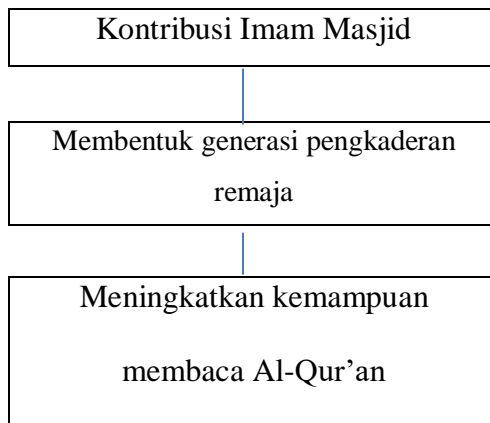 Kontribusi Imam Masjid
Membentuk generasi pengkaderan
remaja
Meningkatkan kemampuan
membaca Al-Qur’an